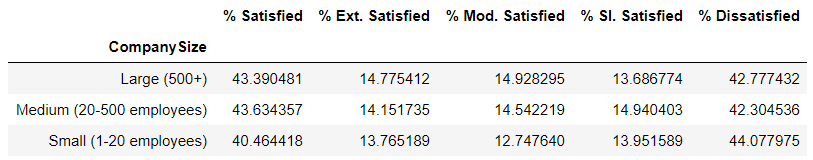 % Satisfied % Ext. Satisfied % Mod. Satisfied % Sl. Satisfied % Dissatisfied
CompanySize
Large (500+) 43.390481 14.775412 14.928295 13.686774 42.777432
Medium (20-500 employees) 43.634357 14.151735 14.542219 14.940403 42.304536
Small (1-20 employees) 40.464418 13.765189 12.747640 13.951589 44.077975